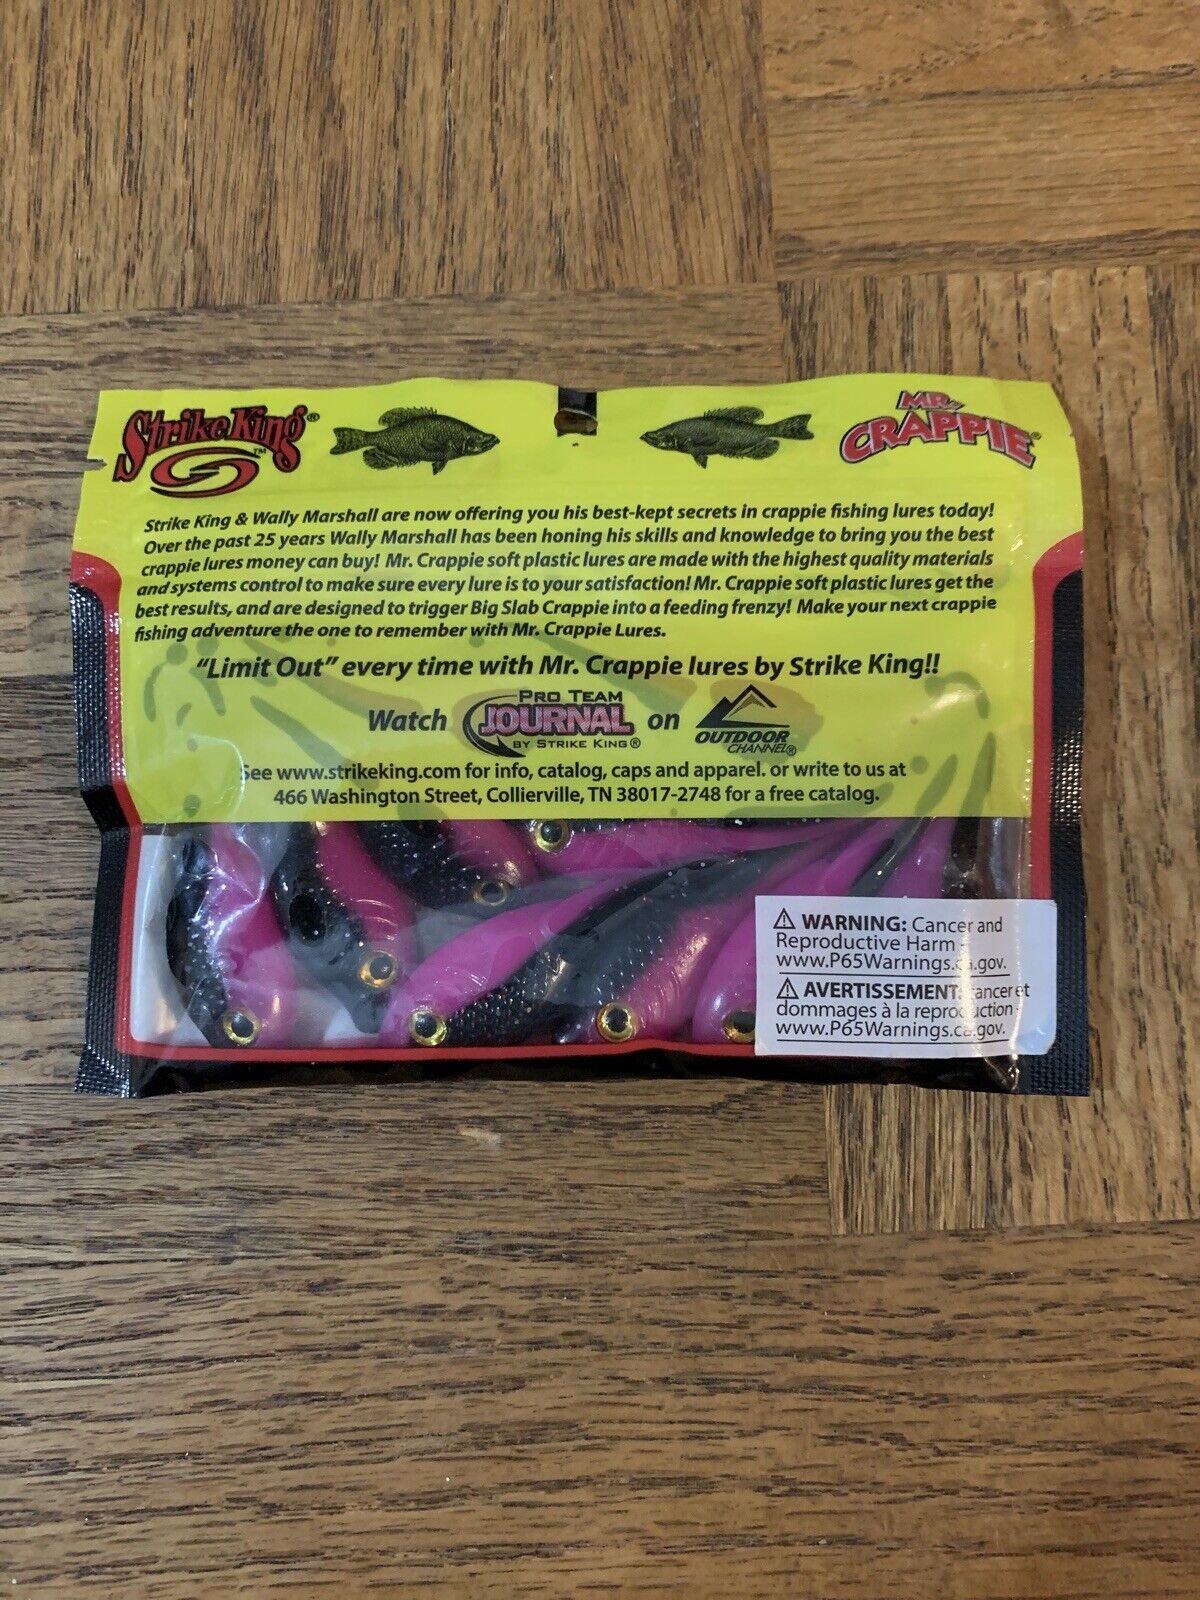 Strike King®
TM
MR.
CRAPPIE®
Strike King & Wally Marshall are now offering you his best-kept secrets in crappie fishing lures today!
Over the past 25 years Wally Marshall has been honing his skills and knowledge to bring you the best
crappie lures money can buy! Mr. Crappie soft plastic lures are made with the highest quality materials
and systems control to make sure every lure is to your satisfaction! Mr. Crappie soft plastic lures get the
best results, and are designed to trigger Big Slab Crappie into a feeding frenzy! Make your next crappie
fishing adventure the one to remember with Mr. Crappie Lures.
“Limit Out” every time with Mr. Crappie lures by Strike King!!
Watch PRO TEAM JOURNAL BY STRIKE KING® on OUTDOOR CHANNEL®
See www.strikeking.com for info, catalog, caps and apparel. or write to us at
466 Washington Street, Collierville, TN 38017-2748 for a free catalog.
⚠ WARNING: Cancer and
Reproductive Harm -
www.P65Warnings.ca.gov.
⚠ AVERTISSEMENT: Cancer et
dommages à la reproduction -
www.P65Warnings.ca.gov.